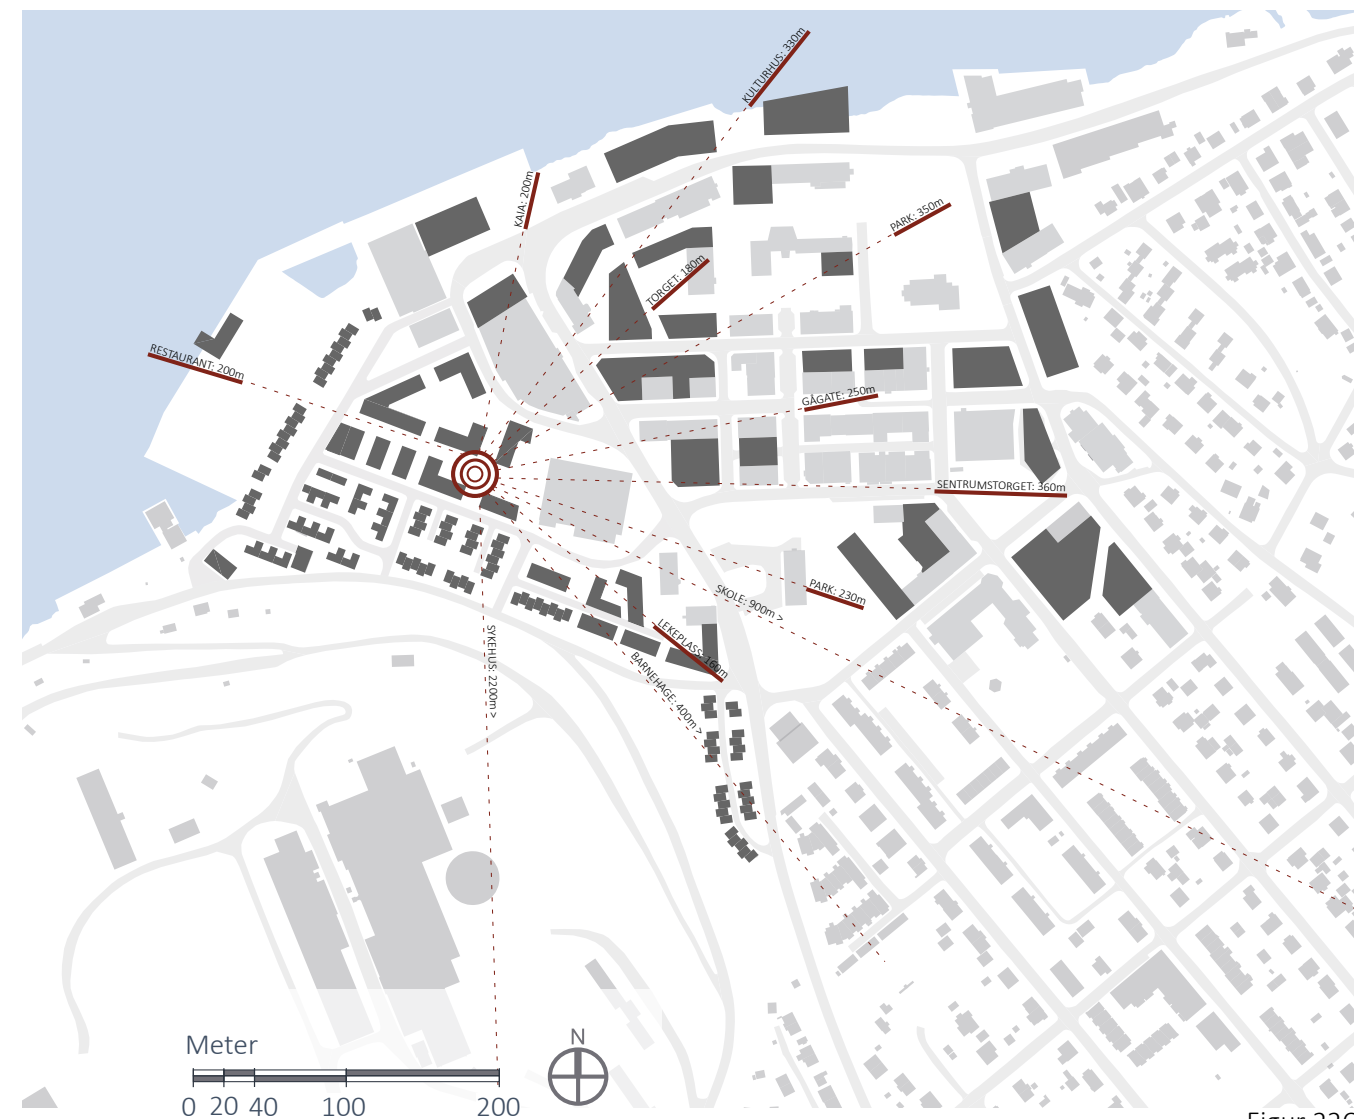 KULTURHUS: 330m
KAIA: 200m
PARK: 350m
TORGET: 180m
RESTAURANT: 200m
GÅGATE: 250m
SENTRUMSTORGET: 360m
PARK: 230m
SKOLE: 900m >
LEKEPLASS: 160m
BARNEHAGE: 400m >
SYKEHUS: 2200m >
Meter
N
0 20 40 100 200